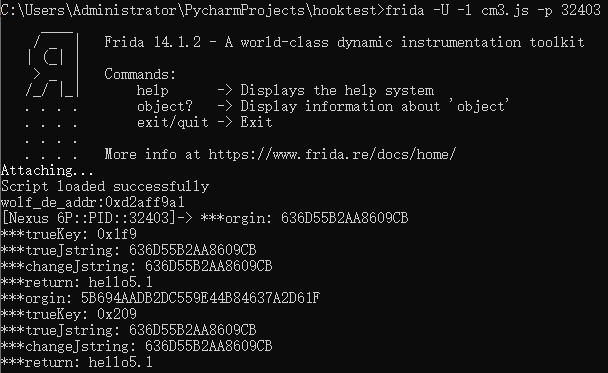 C:\Users\Administrator\PycharmProjects\hooktest>frida -U -l cm3.js -p 32403
     ____
    / _  |   Frida 14.1.2 - A world-class dynamic instrumentation toolkit
   | (_| |
    > _  |   Commands:
   /_/ |_|       help      -> Displays the help system
   . . . .       object?   -> Display information about 'object'
   . . . .       exit/quit -> Exit
   . . . .
   . . . .   More info at https://www.frida.re/docs/home/
Attaching...
Script loaded successfully
wolf_de_addr:0xd2aff9a1
[Nexus 6P::PID::32403]-> ***orgin: 636D55B2AA8609CB
***trueKey: 0x1f9
***trueJstring: 636D55B2AA8609CB
***changeJstring: 636D55B2AA8609CB
***return: hello5.1
***orgin: 5B694AADB2DC559E44B84637A2D61F
***trueKey: 0x209
***trueJstring: 636D55B2AA8609CB
***changeJstring: 636D55B2AA8609CB
***return: hello5.1